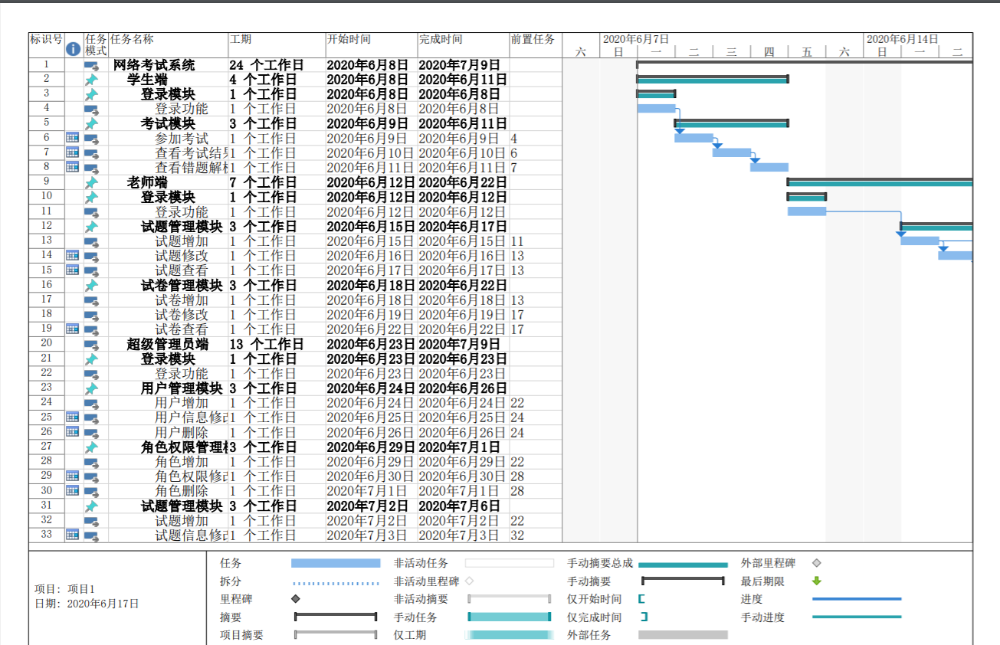 标识号 任务模式 任务名称 工期 开始时间 完成时间 前置任务 2020年6月7日 2020年6月14日
六 日 一 二 三 四 五 六 日 一 二
1 网络考试系统 24 个工作日 2020年6月8日 2020年7月9日
2 学生端 4 个工作日 2020年6月8日 2020年6月11日
3 登录模块 1 个工作日 2020年6月8日 2020年6月8日
4 登录功能 1 个工作日 2020年6月8日 2020年6月8日
5 考试模块 3 个工作日 2020年6月9日 2020年6月11日
6 参加考试 1 个工作日 2020年6月9日 2020年6月9日 4
7 查看考试结 1 个工作日 2020年6月10日 2020年6月10日 6
8 查看错题解 1 个工作日 2020年6月11日 2020年6月11日 7
9 老师端 7 个工作日 2020年6月12日 2020年6月22日
10 登录模块 1 个工作日 2020年6月12日 2020年6月12日
11 登录功能 1 个工作日 2020年6月12日 2020年6月12日
12 试题管理模块 3 个工作日 2020年6月15日 2020年6月17日
13 试题增加 1 个工作日 2020年6月15日 2020年6月15日 11
14 试题修改 1 个工作日 2020年6月16日 2020年6月16日 13
15 试题查看 1 个工作日 2020年6月17日 2020年6月17日 13
16 试卷管理模块 3 个工作日 2020年6月18日 2020年6月22日
17 试卷增加 1 个工作日 2020年6月18日 2020年6月18日 13
18 试卷修改 1 个工作日 2020年6月19日 2020年6月19日 17
19 试卷查看 1 个工作日 2020年6月22日 2020年6月22日 17
20 超级管理员端 13 个工作日 2020年6月23日 2020年7月9日
21 登录模块 1 个工作日 2020年6月23日 2020年6月23日
22 登录功能 1 个工作日 2020年6月23日 2020年6月23日
23 用户管理模块 3 个工作日 2020年6月24日 2020年6月26日
24 用户增加 1 个工作日 2020年6月24日 2020年6月24日 22
25 用户信息修 1 个工作日 2020年6月25日 2020年6月25日 24
26 用户删除 1 个工作日 2020年6月26日 2020年6月26日 24
27 角色权限管理 3 个工作日 2020年6月29日 2020年7月1日
28 角色增加 1 个工作日 2020年6月29日 2020年6月29日 22
29 角色权限修 1 个工作日 2020年6月30日 2020年6月30日 28
30 角色删除 1 个工作日 2020年7月1日 2020年7月1日 28
31 试题管理模块 3 个工作日 2020年7月2日 2020年7月6日
32 试题增加 1 个工作日 2020年7月2日 2020年7月2日 22
33 试题信息修 1 个工作日 2020年7月3日 2020年7月3日 32
项目：项目1
日期：2020年6月17日
任务 非活动任务 手动摘要总成 外部里程碑
拆分 非活动里程碑 手动摘要 最后期限
里程碑 非活动摘要 仅开始时间 进度
摘要 手动任务 仅完成时间 手动进度
项目摘要 仅工期 外部任务